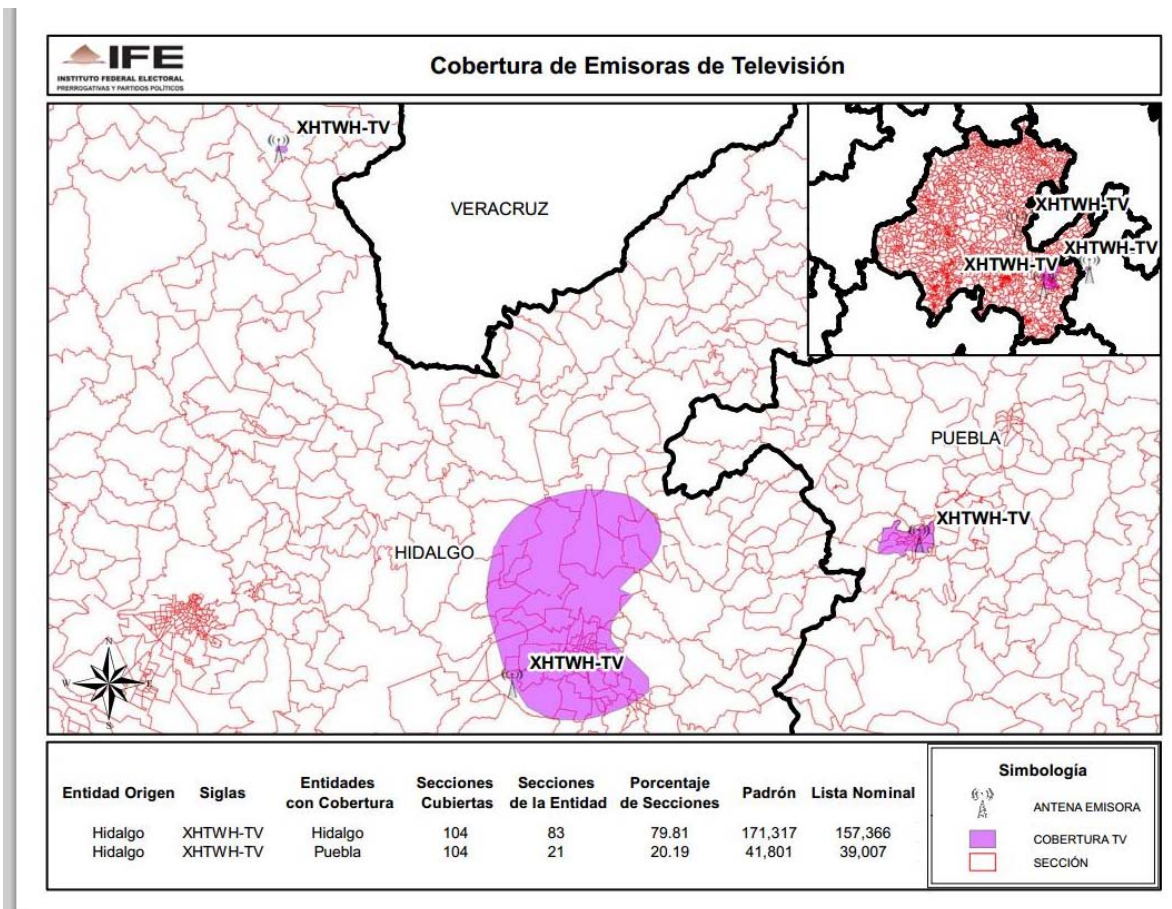 IFE
INSTITUTO FEDERAL ELECTORAL
PRERROGATIVAS Y PARTIDOS POLÍTICOS
Cobertura de Emisoras de Televisión
XHTWH-TV
VERACRUZ
XHTWH-TV
XHTWH-TV
XHTWH-TV
PUEBLA
XHTWH-TV
HIDALGO
XHTWH-TV
N
W E
S
Entidad Origen Siglas Entidades con Cobertura Secciones Cubiertas Secciones de la Entidad Porcentaje de Secciones Padrón Lista Nominal
Hidalgo XHTWH-TV Hidalgo 104 83 79.81 171,317 157,366
Hidalgo XHTWH-TV Puebla 104 21 20.19 41,801 39,007
Simbología
ANTENA EMISORA
COBERTURA TV
SECCIÓN